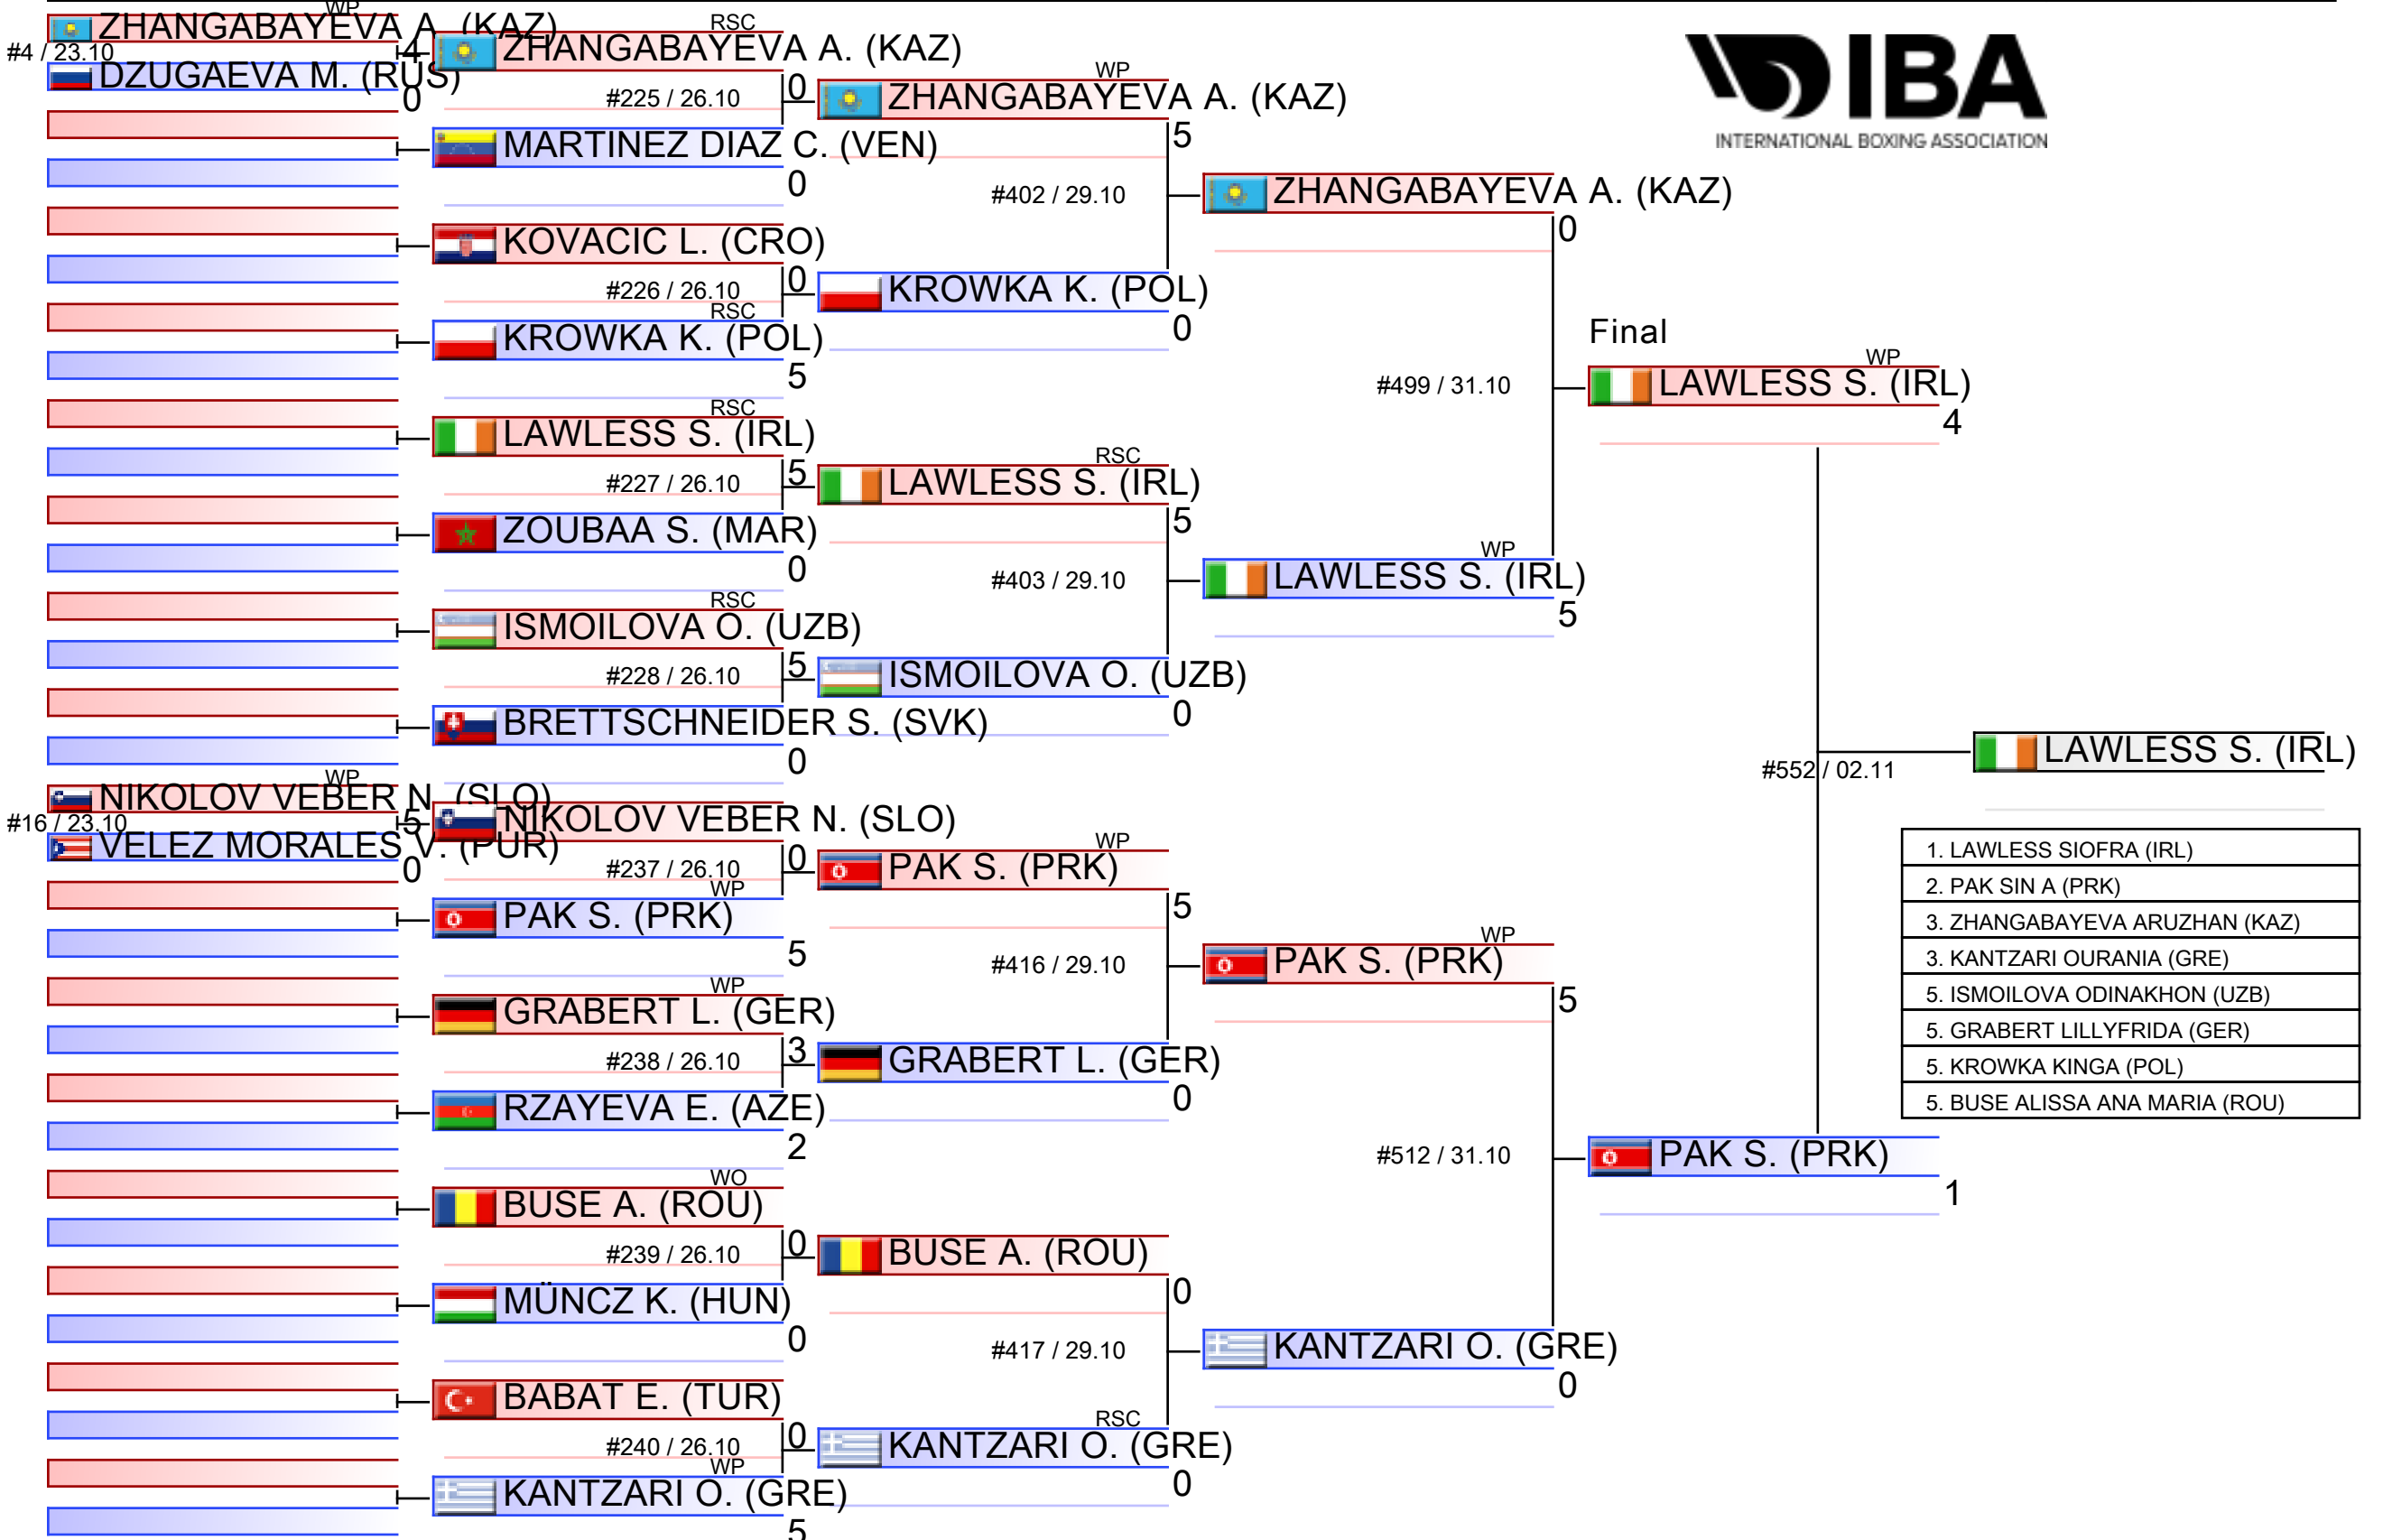 IBA
INTERNATIONAL BOXING ASSOCIATION
WP
ZHANGABAYEVA A. (KAZ)
4
#4 / 23.10
DZUGAEVA M. (RUS)
0
WP
NIKOLOV VEBER N. (SLO)
5
#16 / 23.10
VELEZ MORALES V. (PUR)
0
RSC
ZHANGABAYEVA A. (KAZ)
0
#225 / 26.10
MARTINEZ DIAZ C. (VEN)
0
KOVACIC L. (CRO)
0
#226 / 26.10
RSC
KROWKA K. (POL)
5
RSC
LAWLESS S. (IRL)
5
#227 / 26.10
ZOUBAA S. (MAR)
0
RSC
ISMOILOVA O. (UZB)
5
#228 / 26.10
BRETTSCHNEIDER S. (SVK)
0
NIKOLOV VEBER N. (SLO)
0
#237 / 26.10
WP
PAK S. (PRK)
5
WP
GRABERT L. (GER)
3
#238 / 26.10
RZAYEVA E. (AZE)
2
WO
BUSE A. (ROU)
0
#239 / 26.10
MÜNCZ K. (HUN)
0
BABAT E. (TUR)
0
#240 / 26.10
WP
KANTZARI O. (GRE)
5
WP
ZHANGABAYEVA A. (KAZ)
5
#402 / 29.10
KROWKA K. (POL)
0
RSC
LAWLESS S. (IRL)
5
#403 / 29.10
ISMOILOVA O. (UZB)
0
WP
PAK S. (PRK)
5
#416 / 29.10
GRABERT L. (GER)
0
BUSE A. (ROU)
0
#417 / 29.10
RSC
KANTZARI O. (GRE)
0
ZHANGABAYEVA A. (KAZ)
0
#499 / 31.10
WP
LAWLESS S. (IRL)
5
WP
PAK S. (PRK)
5
#512 / 31.10
KANTZARI O. (GRE)
0
Final
WP
LAWLESS S. (IRL)
4
#552 / 02.11
PAK S. (PRK)
1
LAWLESS S. (IRL)
1. LAWLESS SIOFRA (IRL)
2. PAK SIN A (PRK)
3. ZHANGABAYEVA ARUZHAN (KAZ)
3. KANTZARI OURANIA (GRE)
5. ISMOILOVA ODINAKHON (UZB)
5. GRABERT LILLYFRIDA (GER)
5. KROWKA KINGA (POL)
5. BUSE ALISSA ANA MARIA (ROU)